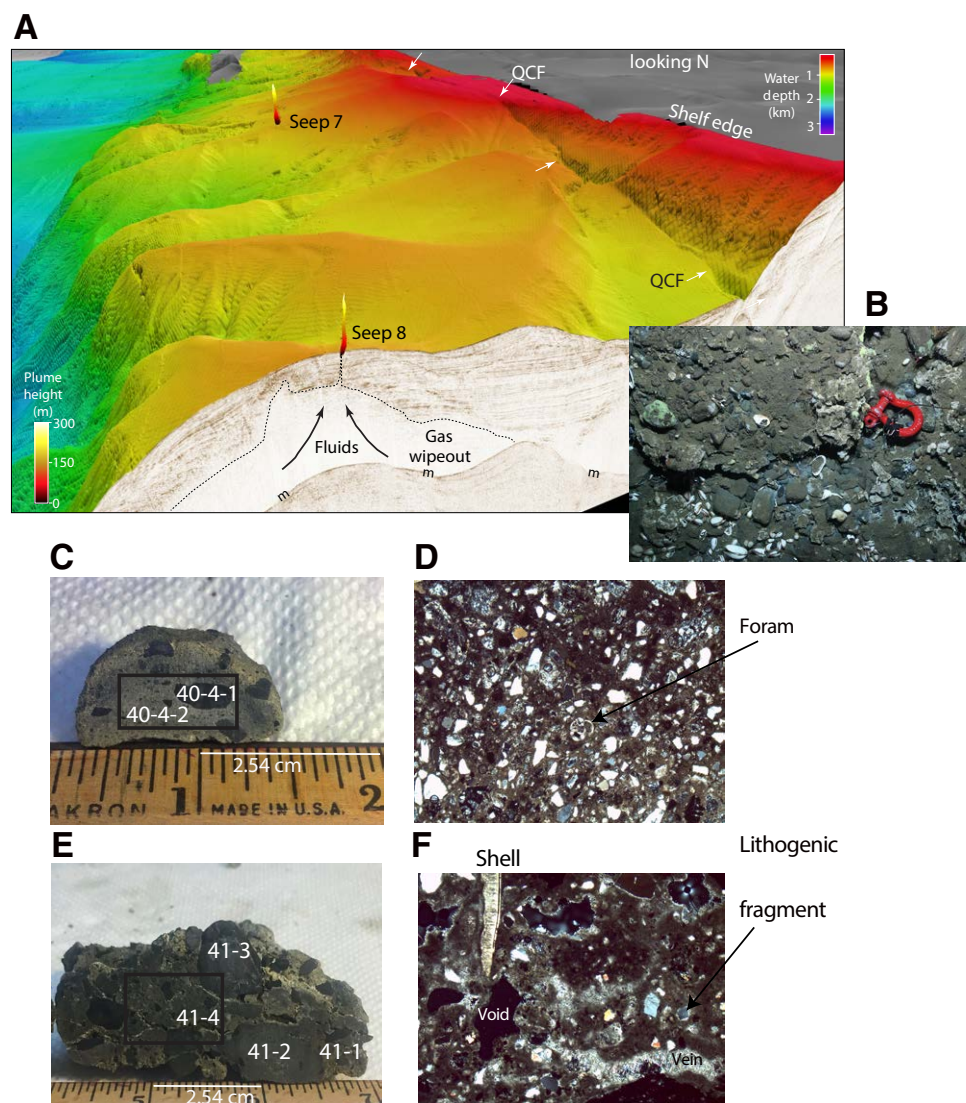 A
looking N
QCF
Water
depth
(km)
1
2
3
Seep 7
Shelf edge
QCF
B
Seep 8
Plume
height
(m)
300
150
0
Fluids
Gas
wipeout
m
m
m
C
40-4-1
40-4-2
2.54 cm
1
2
AKRON
MADE IN U.S.A.
D
Foram
E
41-3
41-4
41-2
41-1
2.54 cm
5
7
F
Shell
Lithogenic
fragment
Void
Vein